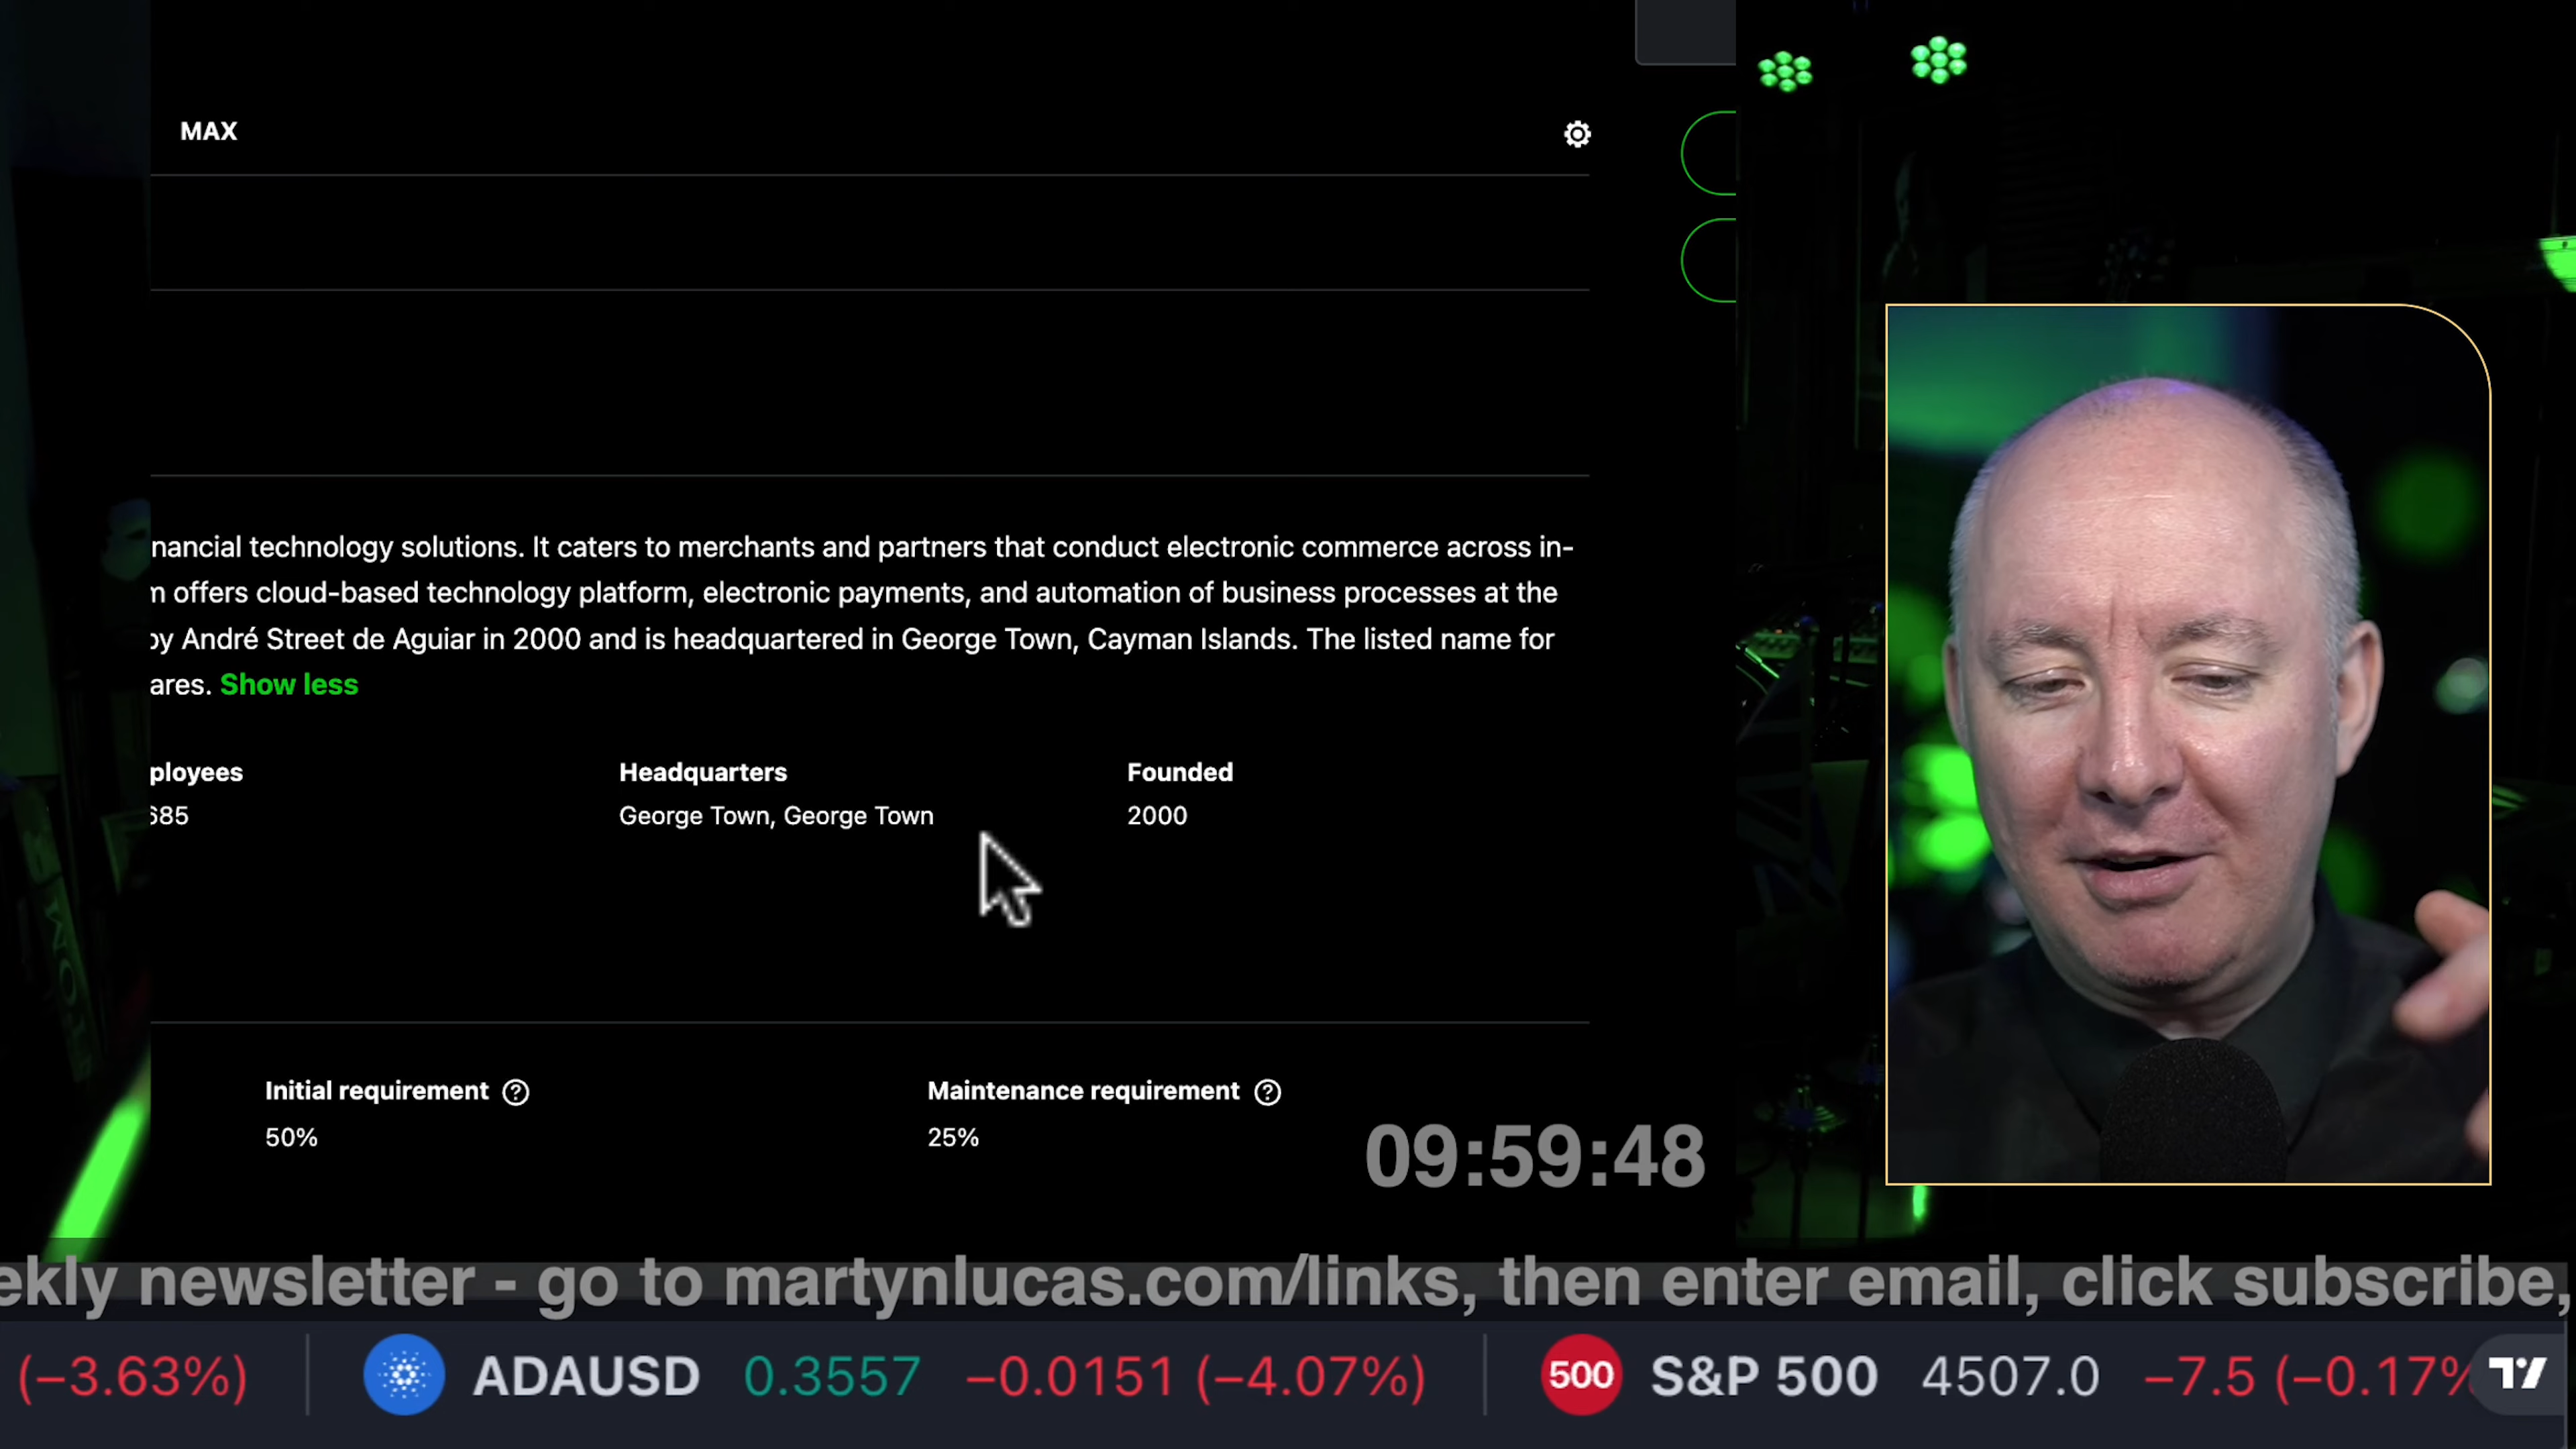 MAX
nancial technology solutions. It caters to merchants and partners that conduct electronic commerce across in-
m offers cloud-based technology platform, electronic payments, and automation of business processes at the
by André Street de Aguiar in 2000 and is headquartered in George Town, Cayman Islands. The listed name for
ares. Show less
ployees
Headquarters
Founded
685
George Town, George Town
2000
Initial requirement ?
Maintenance requirement ?
50%
25%
09:59:48
ekly newsletter - go to martynlucas.com/links, then enter email, click subscribe,
(−3.63%) ADAUSD 0.3557 −0.0151 (−4.07%) 500 S&P 500 4507.0 −7.5 (−0.17%